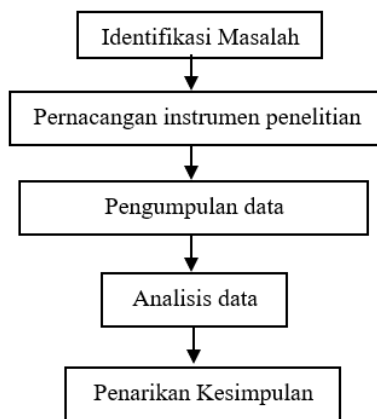 Identifikasi Masalah
Pernacangan instrumen penelitian
Pengumpulan data
Analisis data
Penarikan Kesimpulan